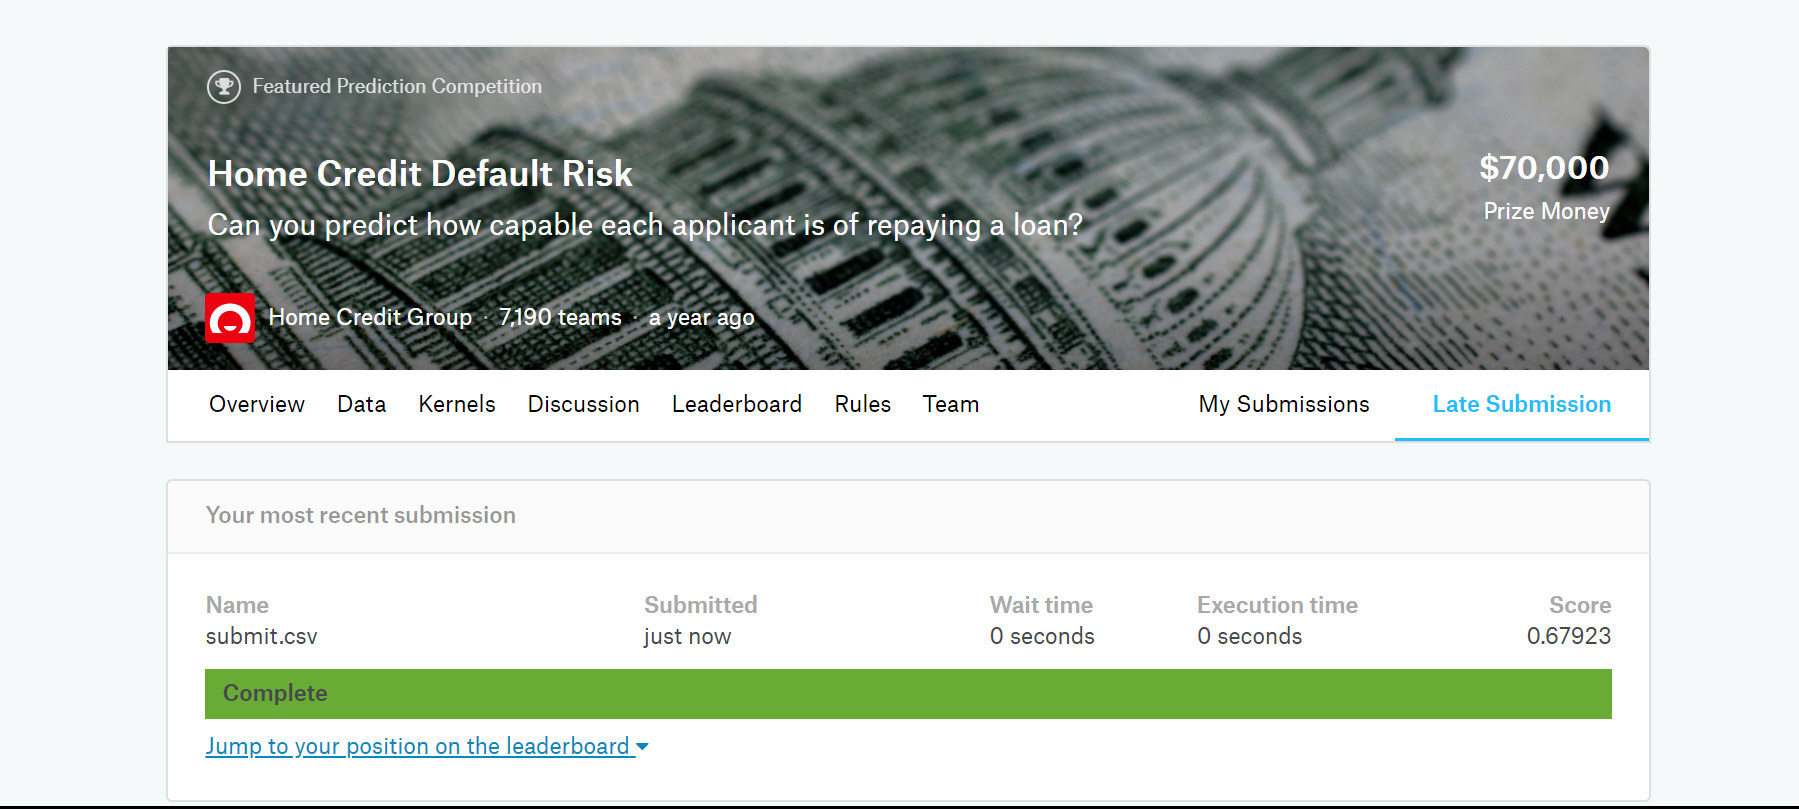 Featured Prediction Competition
Home Credit Default Risk
Can you predict how capable each applicant is of repaying a loan?
$70,000
Prize Money
Home Credit Group · 7,190 teams · a year ago
Overview Data Kernels Discussion Leaderboard Rules Team My Submissions Late Submission
Your most recent submission
Name Submitted Wait time Execution time Score
submit.csv just now 0 seconds 0 seconds 0.67923
Complete
Jump to your position on the leaderboard